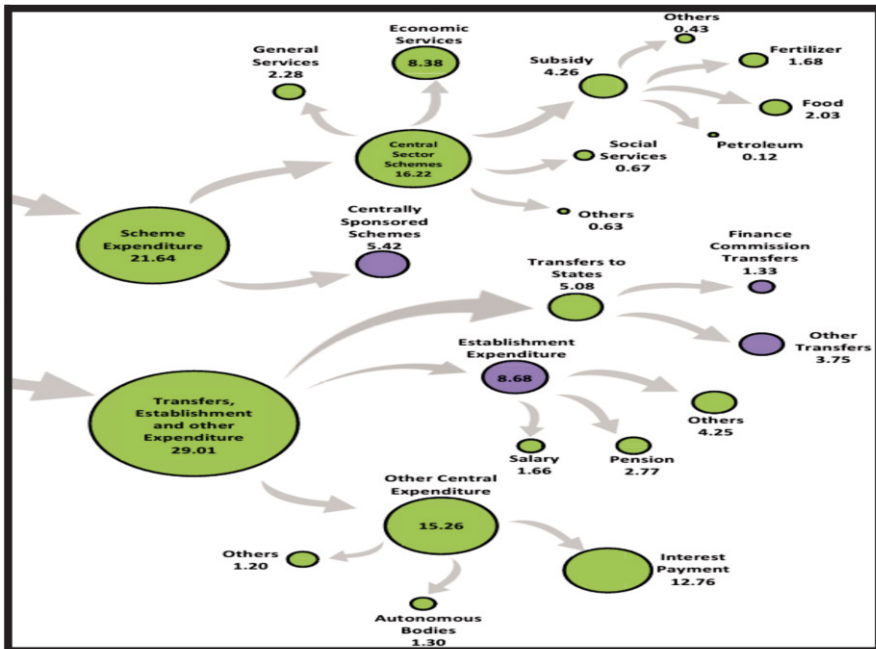 General
Services
2.28
Economic
Services
8.38
Subsidy
4.26
Others
0.43
Fertilizer
1.68
Food
2.03
Petroleum
0.12
Central
Sector
Schemes
16.22
Social
Services
0.67
Others
0.63
Scheme
Expenditure
21.64
Centrally
Sponsored
Schemes
5.42
Transfers to
States
5.08
Finance
Commission
Transfers
1.33
Other
Transfers
3.75
Establishment
Expenditure
8.68
Others
4.25
Salary
1.66
Pension
2.77
Transfers,
Establishment
and other
Expenditure
29.01
Other Central
Expenditure
15.26
Others
1.20
Autonomous
Bodies
1.30
Interest
Payment
12.76